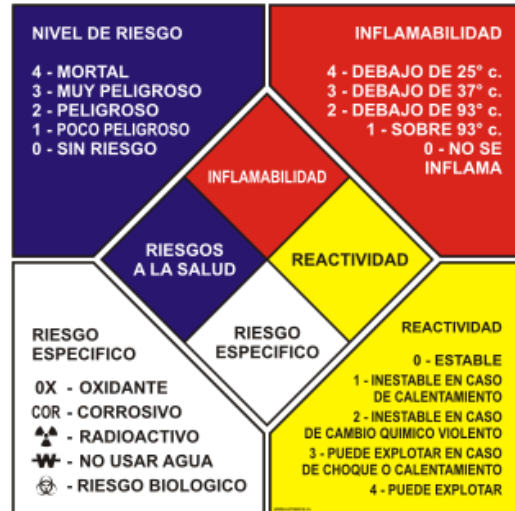 NIVEL DE RIESGO
4 - MORTAL
3 - MUY PELIGROSO
2 - PELIGROSO
1 - POCO PELIGROSO
0 - SIN RIESGO
INFLAMABILIDAD
4 - DEBAJO DE 25° c.
3 - DEBAJO DE 37° c.
2 - DEBAJO DE 93° c.
1 - SOBRE 93° c.
0 - NO SE
INFLAMA
INFLAMABILIDAD
RIESGOS
A LA SALUD
REACTIVIDAD
RIESGO
ESPECIFICO
RIESGO
ESPECIFICO
0X - OXIDANTE
COR - CORROSIVO
- RADIOACTIVO
W - NO USAR AGUA
- RIESGO BIOLOGICO
REACTIVIDAD
0 - ESTABLE
1 - INESTABLE EN CASO
DE CALENTAMIENTO
2 - INESTABLE EN CASO
DE CAMBIO QUIMICO VIOLENTO
3 - PUEDE EXPLOTAR EN CASO
DE CHOQUE O CALENTAMIENTO
4 - PUEDE EXPLOTAR